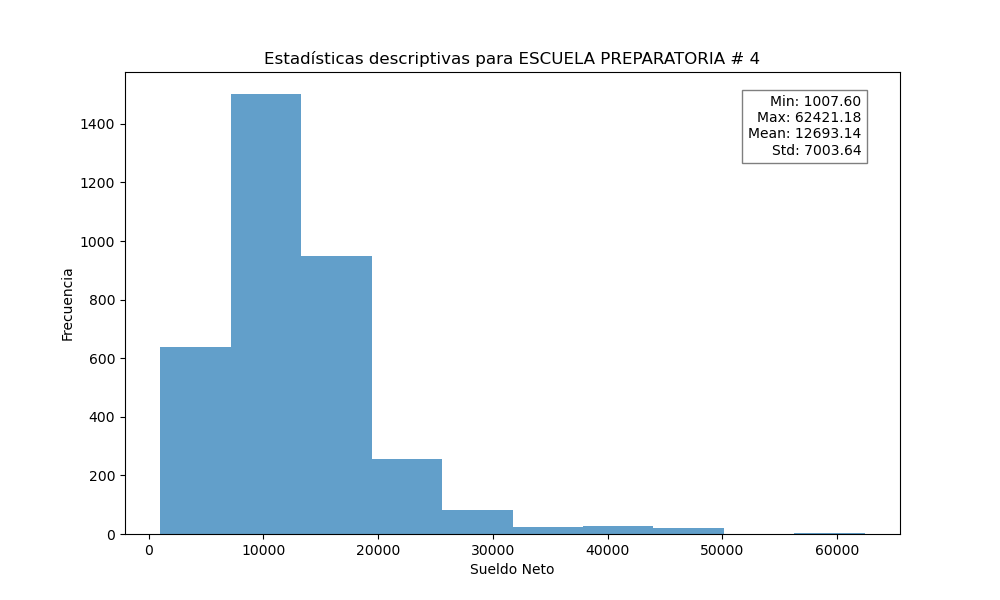 Estadísticas descriptivas para ESCUELA PREPARATORIA # 4
Min: 1007.60
Max: 62421.18
Mean: 12693.14
Std: 7003.64
1400
1200
1000
800
600
400
200
0
Frecuencia
0 10000 20000 30000 40000 50000 60000
Sueldo Neto